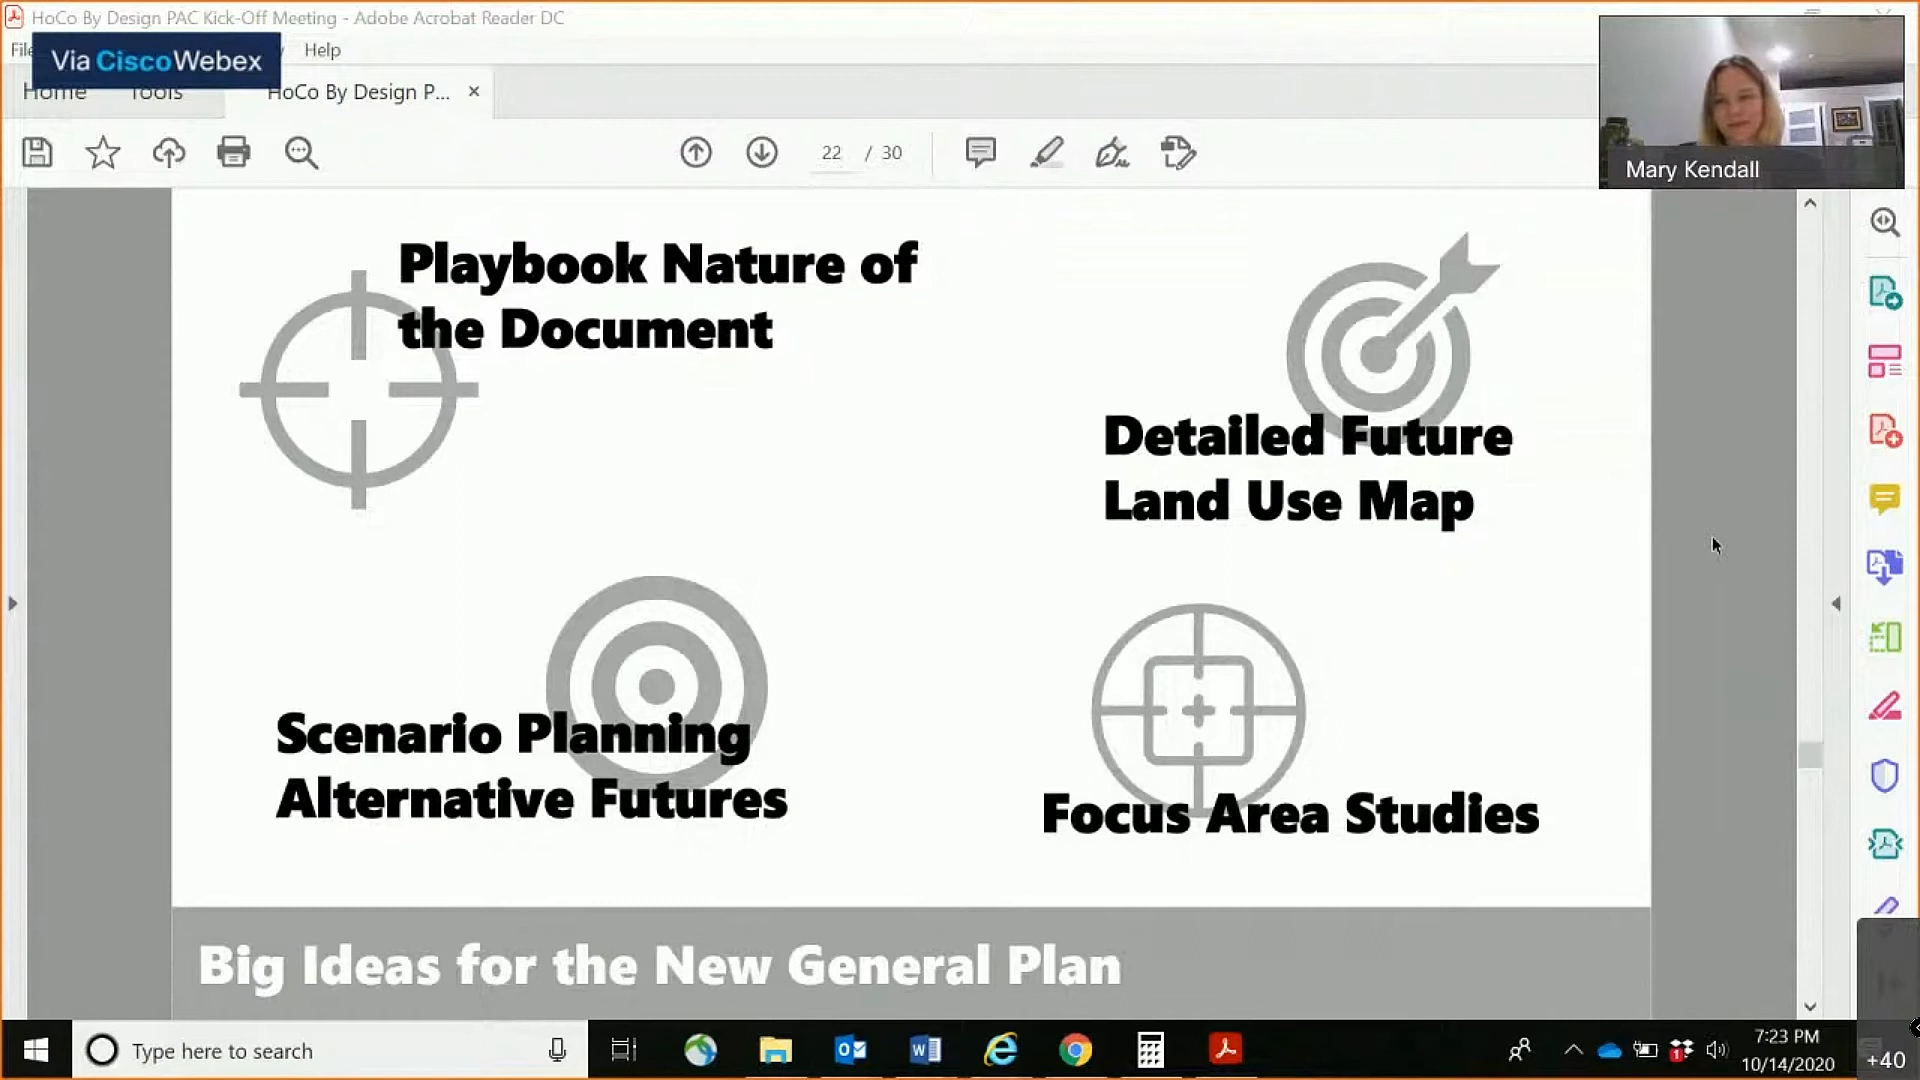 HoCo By Design PAC Kick-Off Meeting - Adobe Acrobat Reader DC
Help
Via CiscoWebex
Home Tools HoCo By Design P... ×
22 / 30
Mary Kendall
Playbook Nature of
the Document
Detailed Future
Land Use Map
Scenario Planning
Alternative Futures
Focus Area Studies
Big Ideas for the New General Plan
Type here to search
7:23 PM
10/14/2020
+40